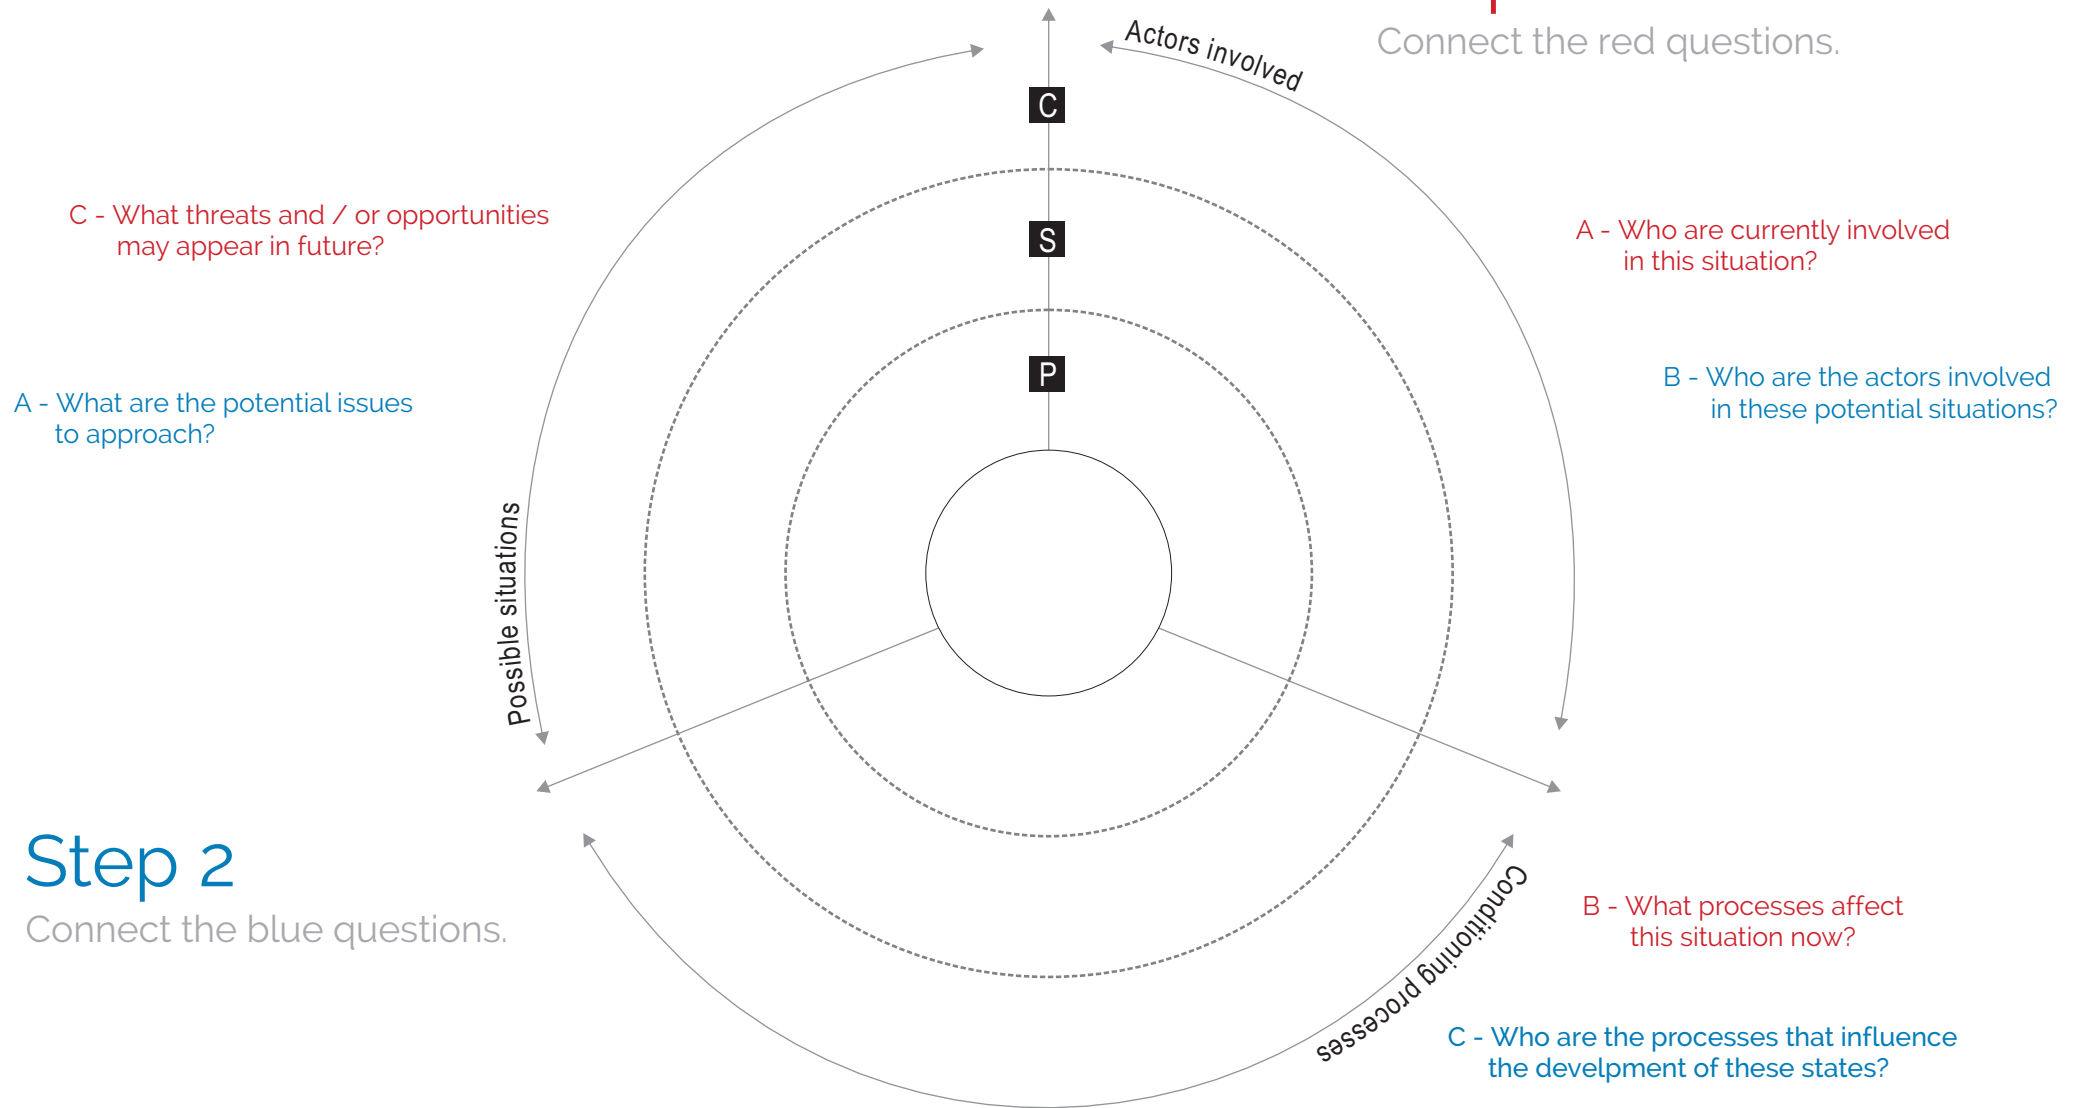 Connect the red questions.
Actors involved
C
S
P
C - What threats and / or opportunities
may appear in future?
A - Who are currently involved
in this situation?
A - What are the potential issues
to approach?
B - Who are the actors involved
in these potential situations?
Possible situations
Step 2
Connect the blue questions.
Conditioning processes
B - What processes affect
this situation now?
C - Who are the processes that influence
the develpment of these states?